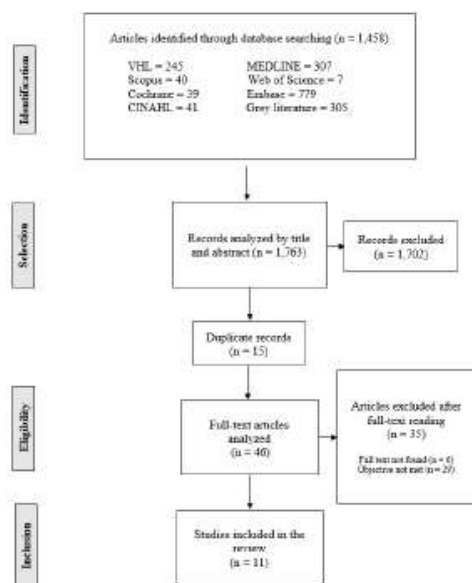 Identification
Articles identified through database searching (n = 1,458)
VHL = 245
MEDLINE = 307
Scopus = 40
Web of Science = 7
Cochrane = 39
Embase = 779
CINAHL = 41
Grey literature = 305
Selection
Records analyzed by title
and abstract (n = 1,763)
Records excluded
(n = 1,702)
Duplicate records
(n = 15)
Eligibility
Full-text articles
analyzed
(n = 46)
Articles excluded after
full-text reading
(n = 35)
Full text not found (n = 6)
Objective not met (n = 29)
Inclusion
Studies included in the
review
(n = 11)